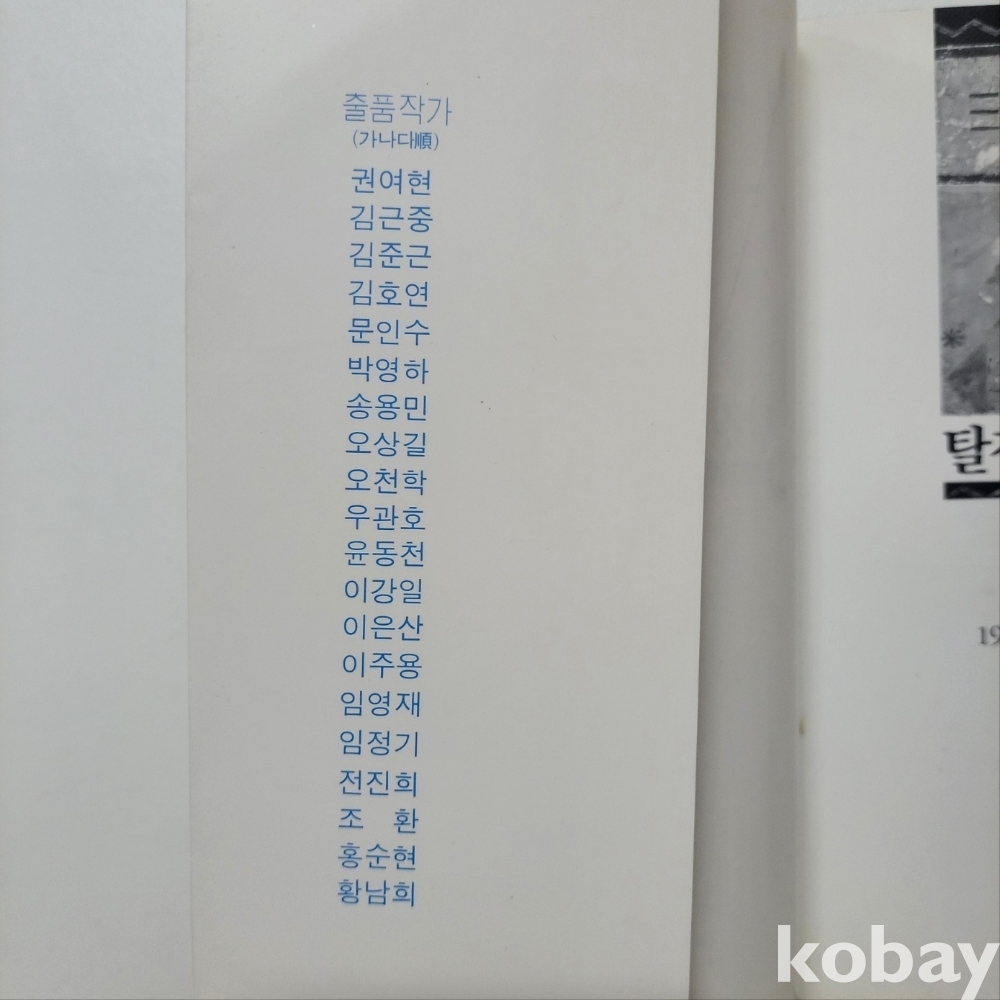 출품작가
(가나다順)
권여현
김근중
김준근
김호연
문인수
박영하
송용민
오상길
오천학
우관호
윤동천
이강일
이은산
이주용
임영재
임정기
전진희
조 환
홍순현
황남희
三
탈
19
kobay